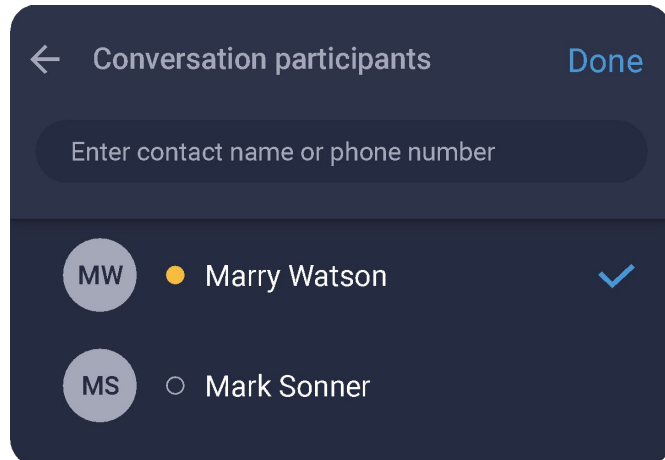 Conversation participants Done
Enter contact name or phone number
MW Marry Watson
MS Mark Sonner